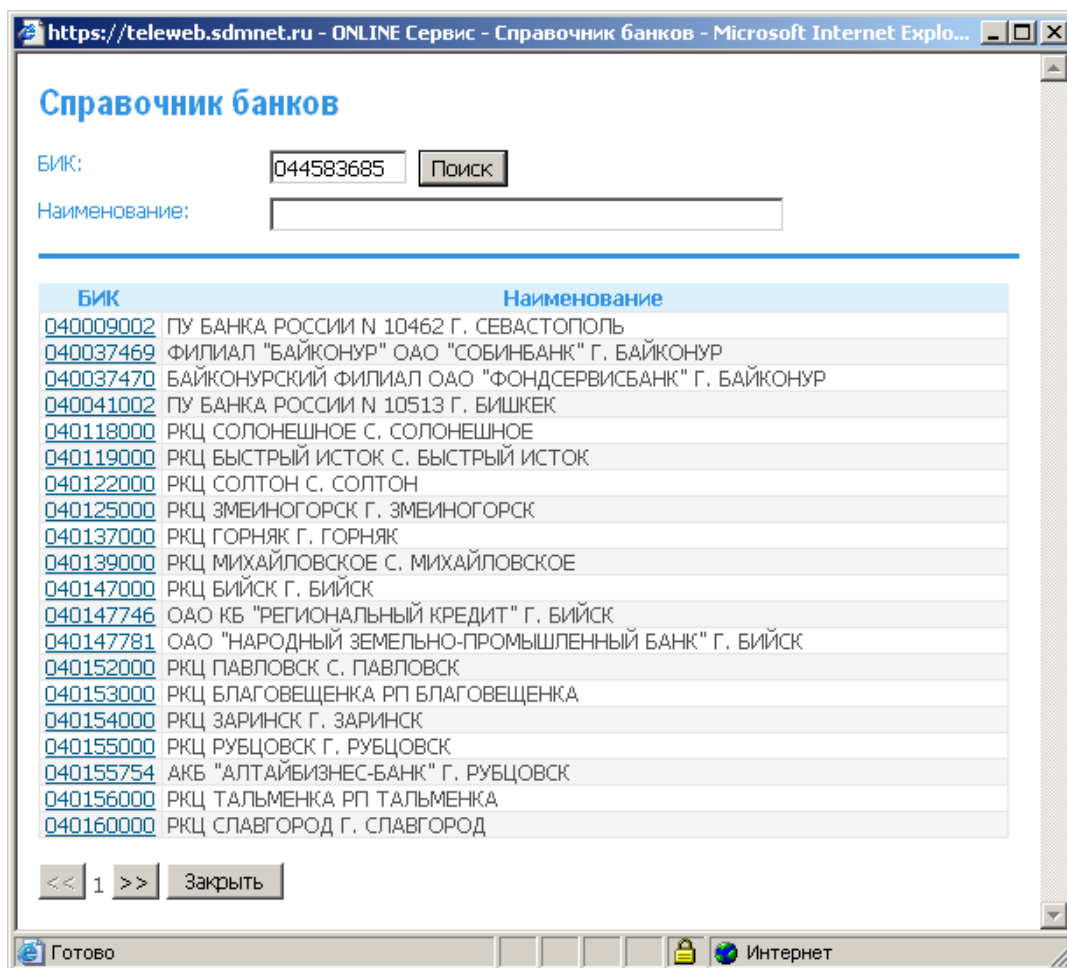 https://teleweb.sdmnet.ru - ONLINE Сервис - Справочник банков - Microsoft Internet Explo...
Справочник банков
БИК: 044583685 Поиск
Наименование:
БИК Наименование
040009002 ПУ БАНКА РОССИИ N 10462 Г. СЕВАСТОПОЛЬ
040037469 ФИЛИАЛ "БАЙКОНУР" ОАО "СОБИНБАНК" Г. БАЙКОНУР
040037470 БАЙКОНУРСКИЙ ФИЛИАЛ ОАО "ФОНДСЕРВИСБАНК" Г. БАЙКОНУР
040041002 ПУ БАНКА РОССИИ N 10513 Г. БИШКЕК
040118000 РКЦ СОЛОНЕШНОЕ С. СОЛОНЕШНОЕ
040119000 РКЦ БЫСТРЫЙ ИСТОК С. БЫСТРЫЙ ИСТОК
040122000 РКЦ СОЛТОН С. СОЛТОН
040125000 РКЦ ЗМЕИНОГОРСК Г. ЗМЕИНОГОРСК
040137000 РКЦ ГОРНЯК Г. ГОРНЯК
040139000 РКЦ МИХАЙЛОВСКОЕ С. МИХАЙЛОВСКОЕ
040147000 РКЦ БИЙСК Г. БИЙСК
040147746 ОАО КБ "РЕГИОНАЛЬНЫЙ КРЕДИТ" Г. БИЙСК
040147781 ОАО "НАРОДНЫЙ ЗЕМЕЛЬНО-ПРОМЫШЛЕННЫЙ БАНК" Г. БИЙСК
040152000 РКЦ ПАВЛОВСК С. ПАВЛОВСК
040153000 РКЦ БЛАГОВЕЩЕНКА РП БЛАГОВЕЩЕНКА
040154000 РКЦ ЗАРИНСК Г. ЗАРИНСК
040155000 РКЦ РУБЦОВСК Г. РУБЦОВСК
040155754 АКБ "АЛТАЙБИЗНЕС-БАНК" Г. РУБЦОВСК
040156000 РКЦ ТАЛЬМЕНКА РП ТАЛЬМЕНКА
040160000 РКЦ СЛАВГОРОД Г. СЛАВГОРОД
<< 1 >> Закрыть
Готово Интернет